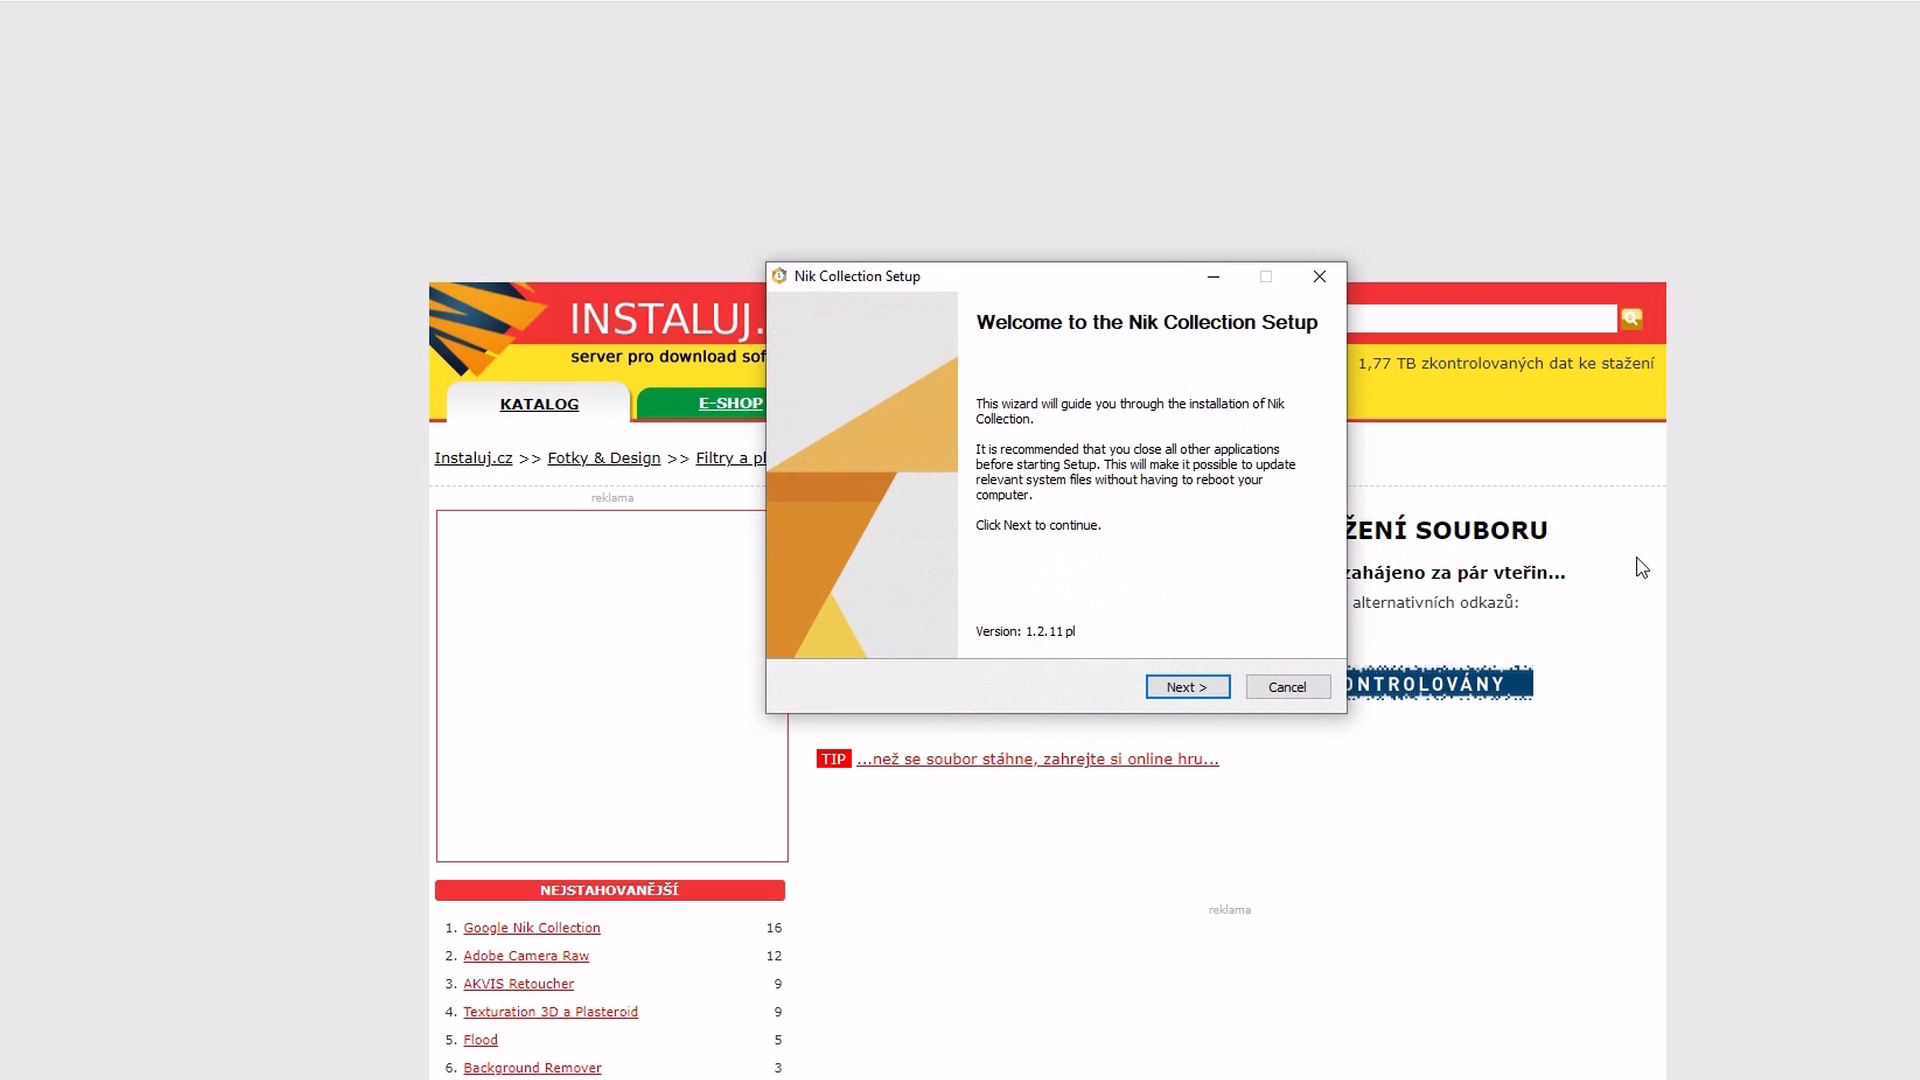 Nik Collection Setup
Welcome to the Nik Collection Setup
This wizard will guide you through the installation of Nik
Collection.
It is recommended that you close all other applications
before starting Setup. This will make it possible to update
relevant system files without having to reboot your
computer.
Click Next to continue.
Version: 1.2.11 pl
Next >
Cancel
INSTALUJ.
server pro download sof
1,77 TB zkontrolovaných dat ke stažení
KATALOG
E-SHOP
Instaluj.cz >> Fotky & Design >> Filtry a pl
reklama
ŽENÍ SOUBORU
zahájeno za pár vteřin...
alternativních odkazů:
ONTROLOVÁNY
TIP ...než se soubor stáhne, zahrejte si online hru...
NEJSTAHOVANĚJŠÍ
1. Google Nik Collection 16
2. Adobe Camera Raw 12
3. AKVIS Retoucher 9
4. Texturation 3D a Plasteroid 9
5. Flood 5
6. Background Remover 3
reklama